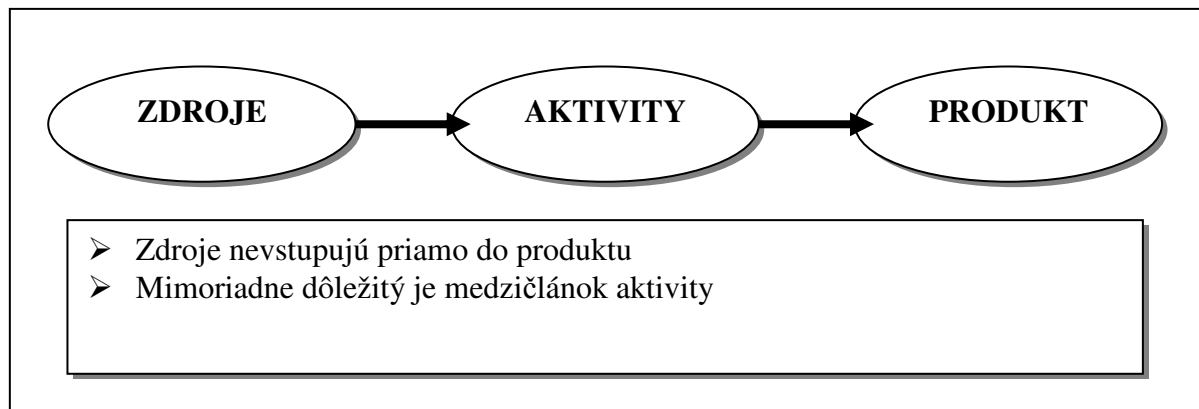 ZDROJE AKTIVITY PRODUKT
➢ Zdroje nevstupujú priamo do produktu
➢ Mimoriadne dôležitý je medzičlánok aktivity